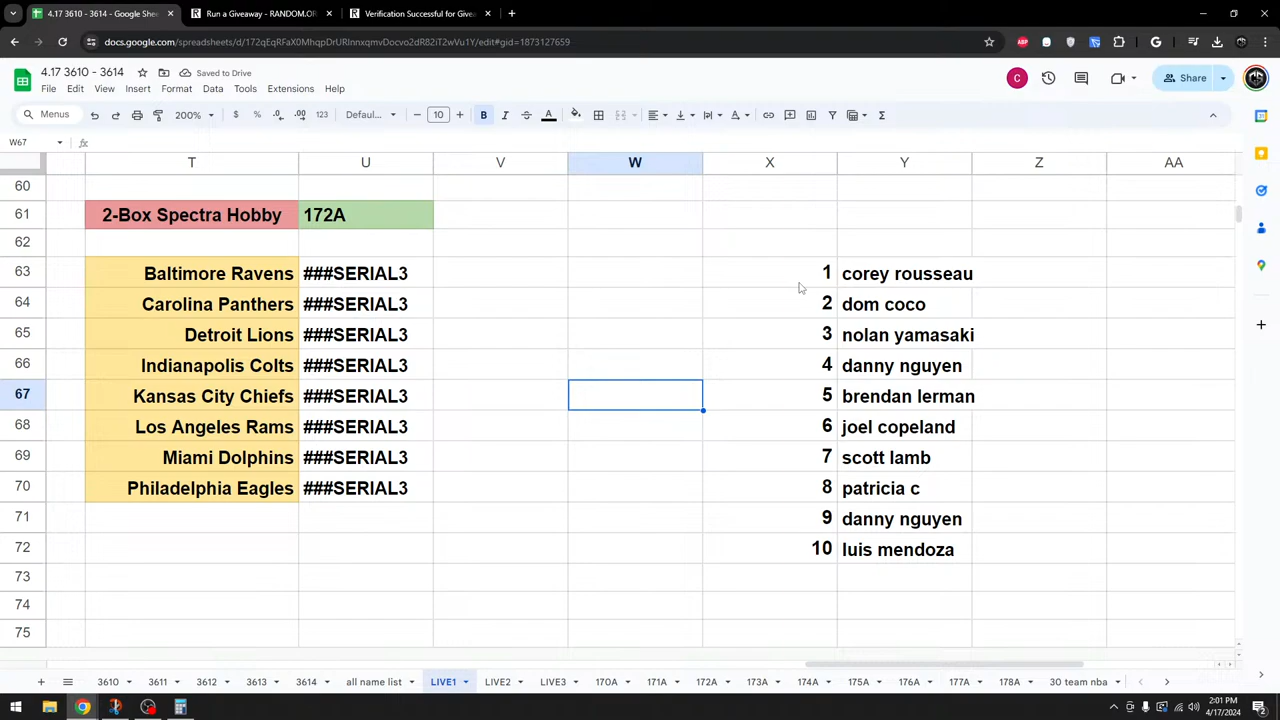 4.17 3610 - 3614 - Google Shee
Run a Giveaway - RANDOM.OR
Verification Successful for Give
docs.google.com/spreadsheets/d/172qEqRFaX0MhqpDrURInnxqmvDocvo2dR82iT2wVu1Y/edit#gid=1873127659
4.17 3610 - 3614
Saved to Drive
File Edit View Insert Format Data Tools Extensions Help
C
Share
Menus
200%
$ % .0 .00 123
Defaul...
10
B I A
W67
fx
T U V W X Y Z AA
60
61 2-Box Spectra Hobby 172A
62
63 Baltimore Ravens ###SERIAL3 1 corey rousseau
64 Carolina Panthers ###SERIAL3 2 dom coco
65 Detroit Lions ###SERIAL3 3 nolan yamasaki
66 Indianapolis Colts ###SERIAL3 4 danny nguyen
67 Kansas City Chiefs ###SERIAL3 5 brendan lerman
68 Los Angeles Rams ###SERIAL3 6 joel copeland
69 Miami Dolphins ###SERIAL3 7 scott lamb
70 Philadelphia Eagles ###SERIAL3 8 patricia c
71 9 danny nguyen
72 10 luis mendoza
73
74
75
3610 3611 3612 3613 3614 all name list LIVE1 LIVE2 LIVE3 170A 171A 172A 173A 174A 175A 176A 177A 178A 30 team nba
2:01 PM
4/17/2024
2